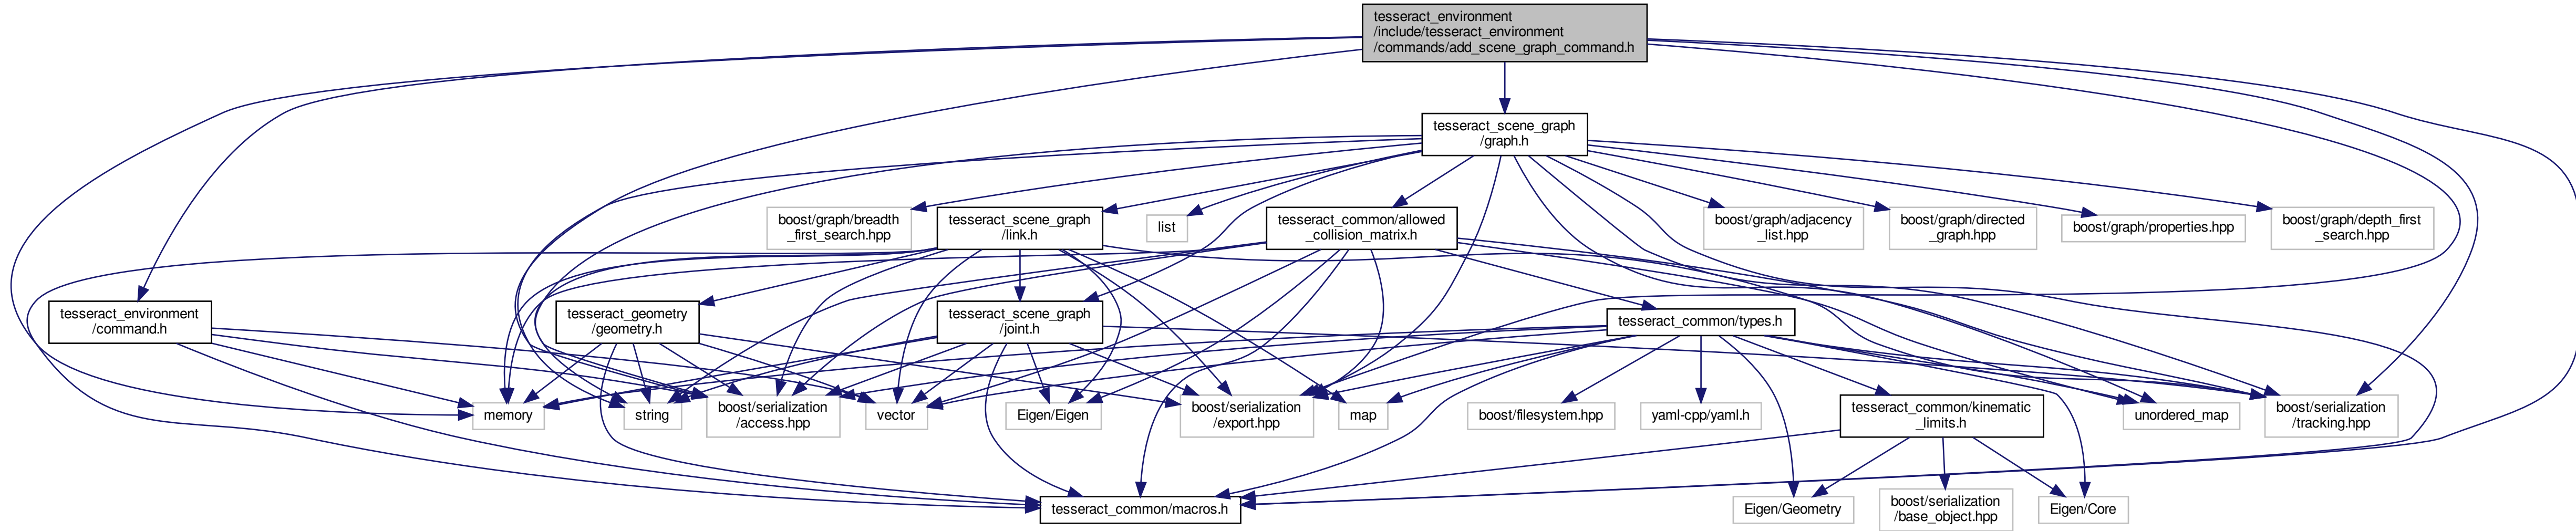 tesseract_environment
/include/tesseract_environment
/commands/add_scene_graph_command.h
tesseract_scene_graph
/graph.h
boost/graph/breadth
_first_search.hpp
tesseract_scene_graph
/link.h
list
tesseract_common/allowed
_collision_matrix.h
boost/graph/adjacency
_list.hpp
boost/graph/directed
_graph.hpp
boost/graph/properties.hpp
boost/graph/depth_first
_search.hpp
tesseract_environment
/command.h
tesseract_geometry
/geometry.h
tesseract_scene_graph
/joint.h
tesseract_common/types.h
memory
string
boost/serialization
/access.hpp
vector
Eigen/Eigen
boost/serialization
/export.hpp
map
boost/filesystem.hpp
yaml-cpp/yaml.h
tesseract_common/kinematic
_limits.h
unordered_map
boost/serialization
/tracking.hpp
tesseract_common/macros.h
Eigen/Geometry
boost/serialization
/base_object.hpp
Eigen/Core